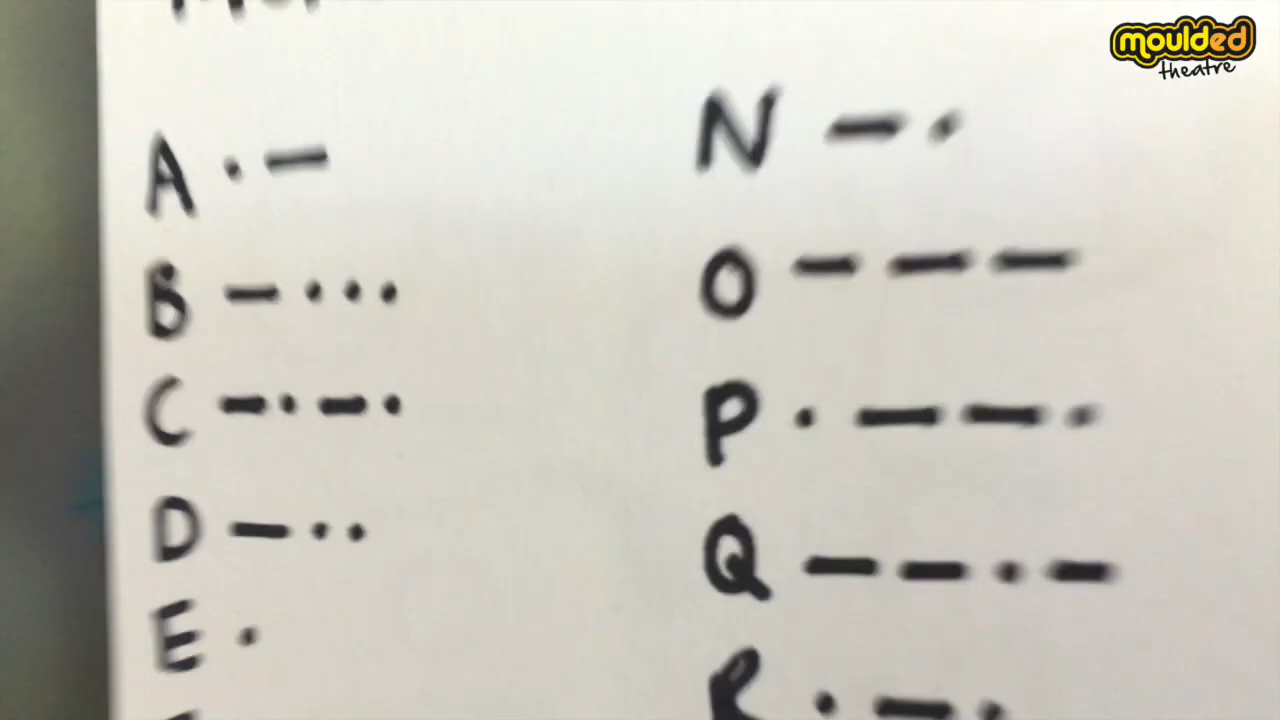 moulded
theatre
A · —
B — · · ·
C — · — ·
D — · ·
E ·
N — ·
O — — —
P · — — ·
Q — — · —
R · — ·